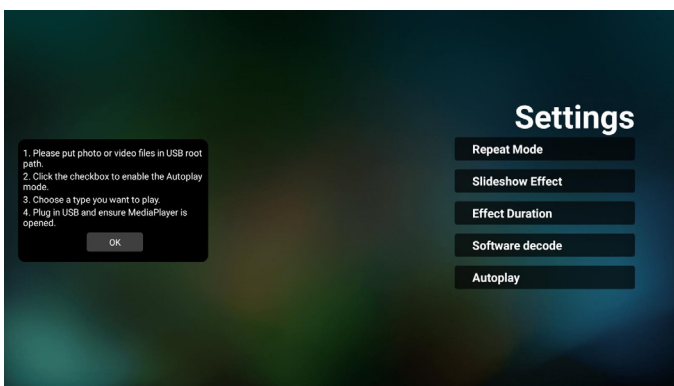 Settings
1. Please put photo or video files in USB root
path.
2. Click the checkbox to enable the Autoplay
mode.
3. Choose a type you want to play.
4. Plug in USB and ensure MediaPlayer is
opened.
OK
Repeat Mode
Slideshow Effect
Effect Duration
Software decode
Autoplay